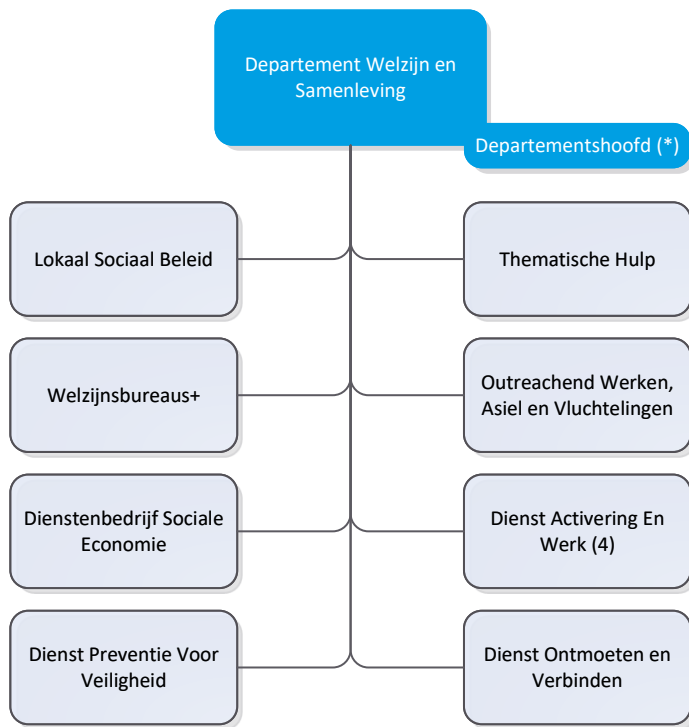 Departement Welzijn en
Samenleving
Departementshoofd (*)
Lokaal Sociaal Beleid
Thematische Hulp
Welzijnsbureaus+
Outreachend Werken,
Asiel en Vluchtelingen
Dienstenbedrijf Sociale
Economie
Dienst Activering En
Werk (4)
Dienst Preventie Voor
Veiligheid
Dienst Ontmoeten en
Verbinden